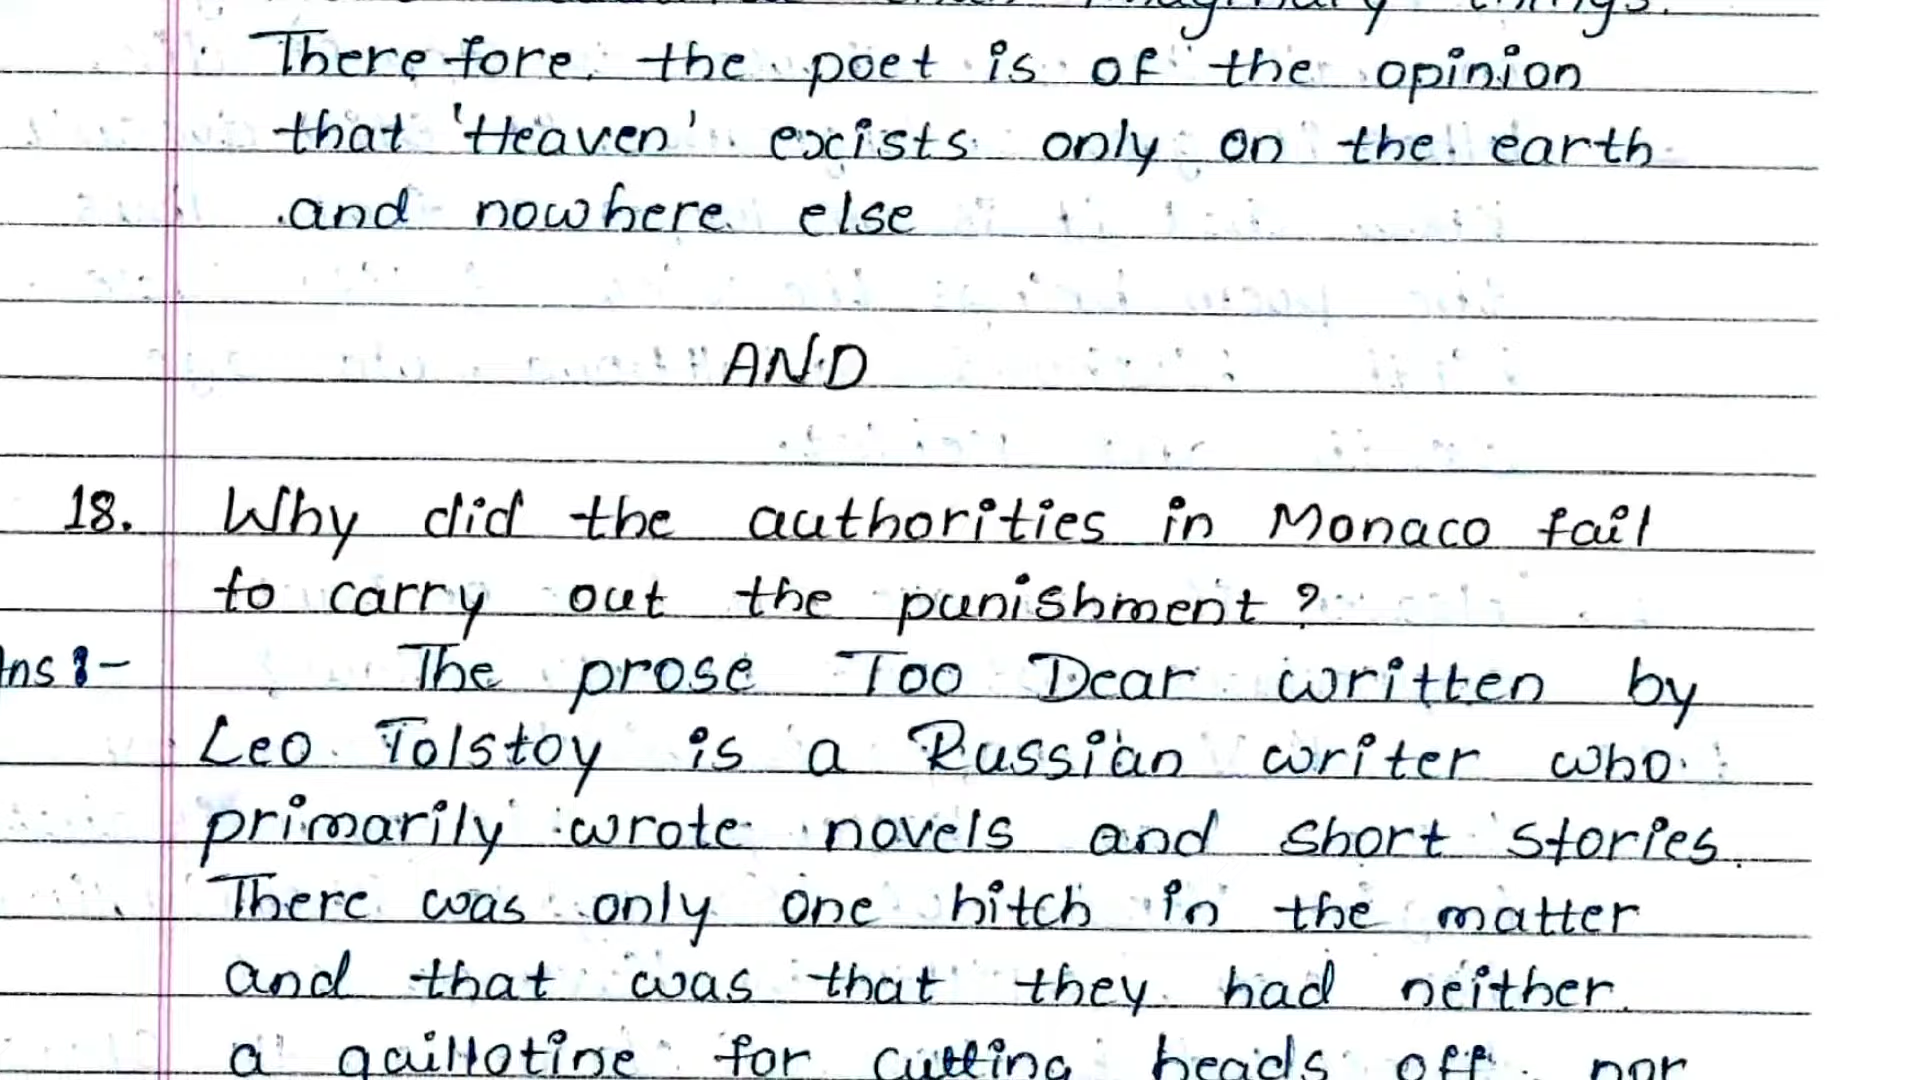 imaginary things.
Therefore, the poet is of the opinion
that 'Heaven' exists only on the earth
and nowhere else
AND
18. Why did the authorities in Monaco fail
to carry out the punishment?
Ans :- The prose Too Dear written by
Leo Tolstoy is a Russian writer who
primarily wrote novels and short stories.
There was only one hitch in the matter
and that was that they had neither
a guillotine for cutting heads off, nor